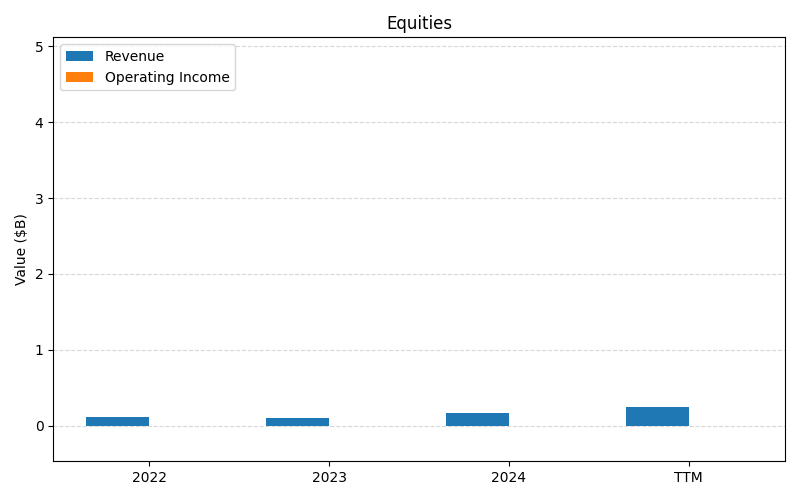 Equities
Revenue
Operating Income
Value ($B)
5
4
3
2
1
0
2022
2023
2024
TTM